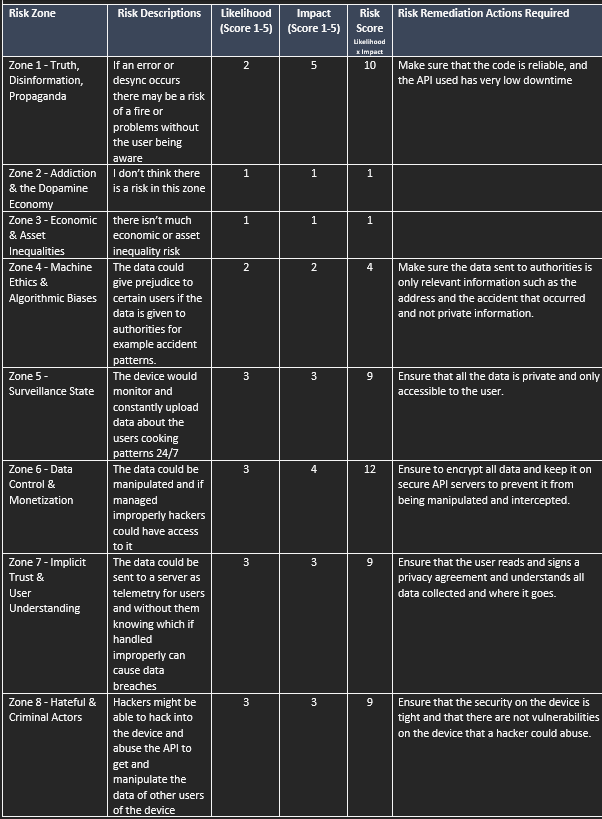 Risk Zone
Risk Descriptions
Likelihood
(Score 1-5)
Impact
(Score 1-5)
Risk
Score
Likelihood
x Impact
Risk Remediation Actions Required
Zone 1 - Truth,
Disinformation,
Propaganda
If an error or
desync occurs
there may be a risk
of a fire or
problems without
the user being
aware
2
5
10
Make sure that the code is reliable, and
the API used has very low downtime
Zone 2 - Addiction
& the Dopamine
Economy
I don't think there
is a risk in this zone
1
1
1
Zone 3 - Economic
& Asset
Inequalities
there isn't much
economic or asset
inequality risk
1
1
1
Zone 4 - Machine
Ethics &
Algorithmic Biases
The data could
give prejudice to
certain users if the
data is given to
authorities for
example accident
patterns.
2
2
4
Make sure the data sent to authorities is
only relevant information such as the
address and the accident that occurred
and not private information.
Zone 5 -
Surveillance State
The device would
monitor and
constantly upload
data about the
users cooking
patterns 24/7
3
3
9
Ensure that all the data is private and only
accessible to the user.
Zone 6 - Data
Control &
Monetization
The data could be
manipulated and if
managed
improperly hackers
could have access
to it
3
4
12
Ensure to encrypt all data and keep it on
secure API servers to prevent it from
being manipulated and intercepted.
Zone 7 - Implicit
Trust &
User
Understanding
The data could be
sent to a server as
telemetry for users
and without them
knowing which if
handled
improperly can
cause data
breaches
3
3
9
Ensure that the user reads and signs a
privacy agreement and understands all
data collected and where it goes.
Zone 8 - Hateful &
Criminal Actors
Hackers might be
able to hack into
the device and
abuse the API to
get and
manipulate the
data of other users
of the device
3
3
9
Ensure that the security on the device is
tight and that there are not vulnerabilities
on the device that a hacker could abuse.